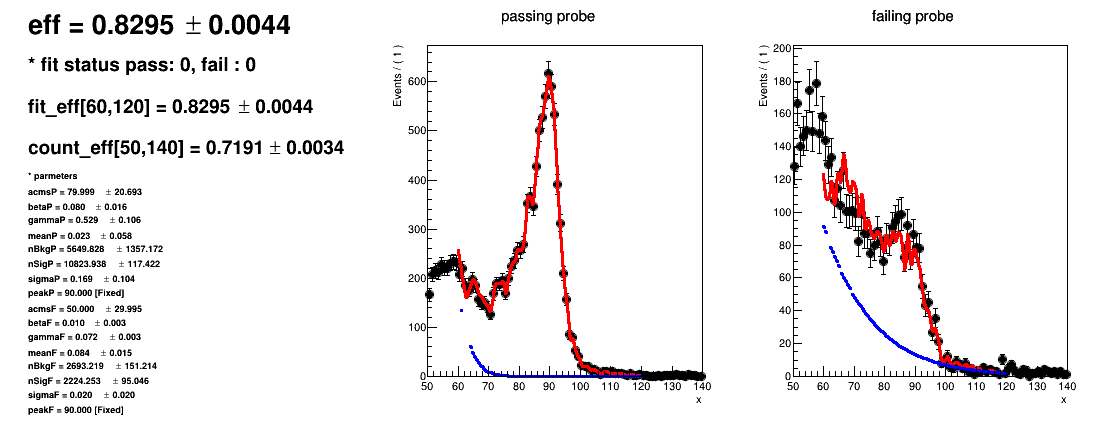 eff = 0.8295 ± 0.0044
* fit status pass: 0, fail : 0
fit_eff[60,120] = 0.8295 ± 0.0044
count_eff[50,140] = 0.7191 ± 0.0034
* parmeters
acmsP = 79.999 ± 20.693
betaP = 0.080 ± 0.016
gammaP = 0.529 ± 0.106
meanP = 0.023 ± 0.058
nBkgP = 5649.828 ± 1357.172
nSigP = 10823.938 ± 117.422
sigmaP = 0.169 ± 0.104
peakP = 90.000 [Fixed]
acmsF = 50.000 ± 29.995
betaF = 0.010 ± 0.003
gammaF = 0.072 ± 0.003
meanF = 0.084 ± 0.015
nBkgF = 2693.219 ± 151.214
nSigF = 2224.253 ± 95.046
sigmaF = 0.020 ± 0.020
peakF = 90.000 [Fixed]
passing probe
Events / ( 1 )
600
500
400
300
200
100
0
50 60 70 80 90 100 110 120 130 140
x
failing probe
Events / ( 1 )
200
180
160
140
120
100
80
60
40
20
0
50 60 70 80 90 100 110 120 130 140
x